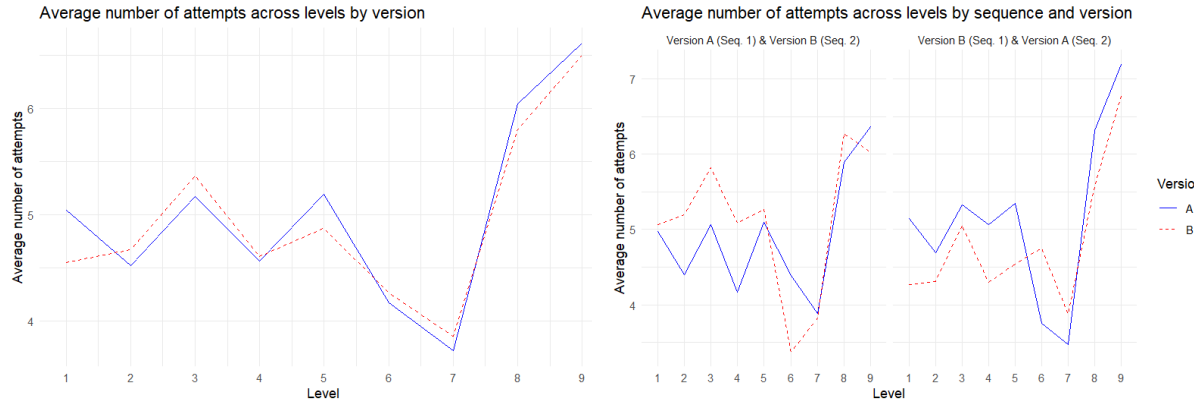 Average number of attempts across levels by version
Average number of attempts
6
5
4
1 2 3 4 5 6 7 8 9
Level
Average number of attempts across levels by sequence and version
Version A (Seq. 1) & Version B (Seq. 2)
Version B (Seq. 1) & Version A (Seq. 2)
Average number of attempts
7
6
5
4
1 2 3 4 5 6 7 8 9
1 2 3 4 5 6 7 8 9
Level
Version
A
B